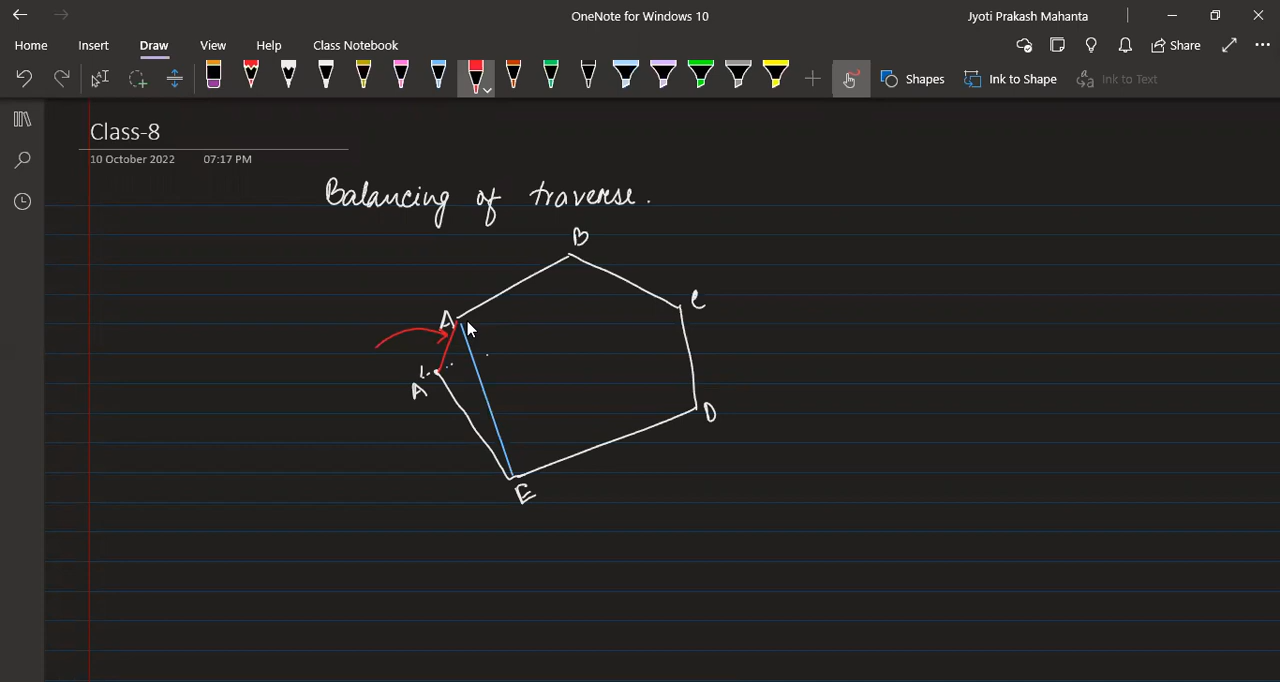 OneNote for Windows 10
Jyoti Prakash Mahanta
Home Insert Draw View Help Class Notebook
Share
Shapes Ink to Shape Ink to Text
Class-8
10 October 2022 07:17 PM
Balancing of traverse.
B
A
C
A'
D
E